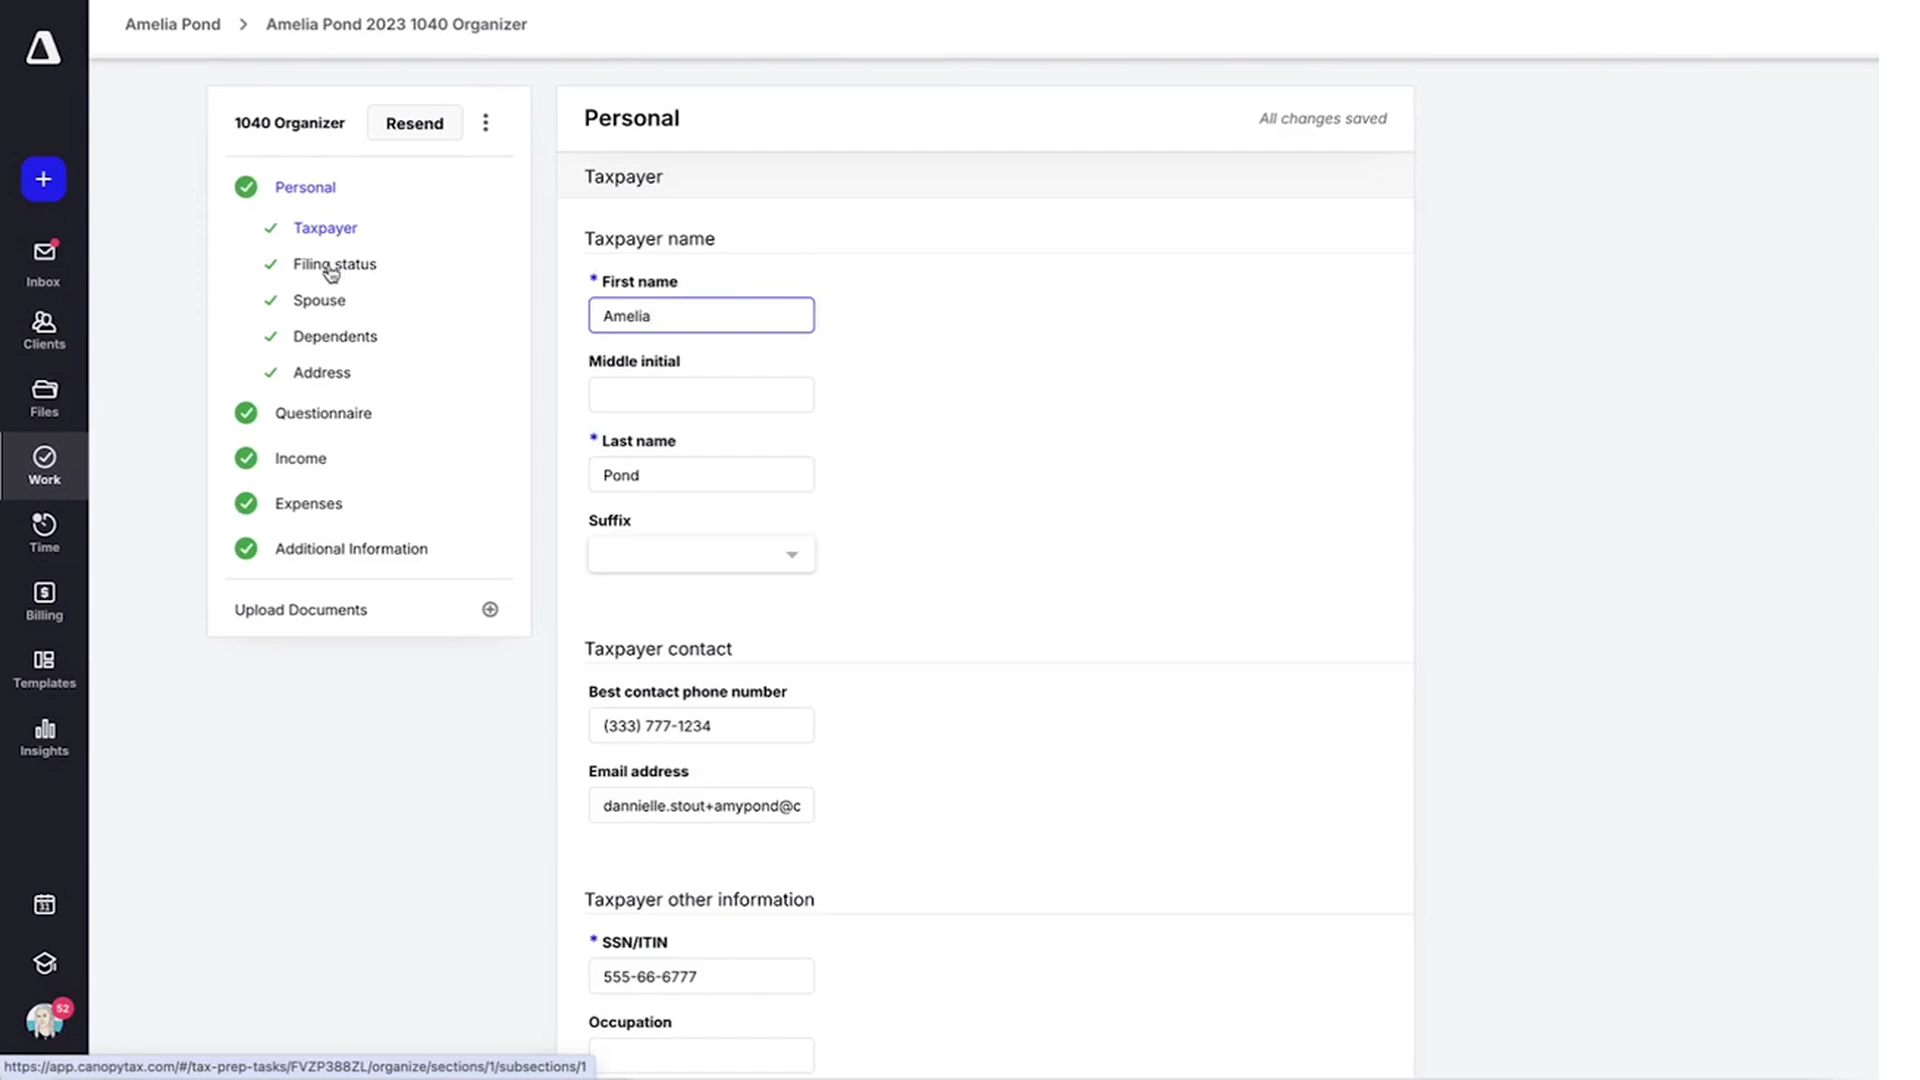 Amelia Pond > Amelia Pond 2023 1040 Organizer
Inbox
Clients
Files
Work
Time
Billing
Templates
Insights
31
52
1040 Organizer Resend
Personal
Taxpayer
Filing status
Spouse
Dependents
Address
Questionnaire
Income
Expenses
Additional Information
Upload Documents
Personal All changes saved
Taxpayer
Taxpayer name
* First name
Amelia
Middle initial
* Last name
Pond
Suffix
Taxpayer contact
Best contact phone number
(333) 777-1234
Email address
dannielle.stout+amypond@c
Taxpayer other information
* SSN/ITIN
555-66-6777
Occupation
https://app.canopytax.com/#/tax-prep-tasks/FVZP388ZL/organize/sections/1/subsections/1